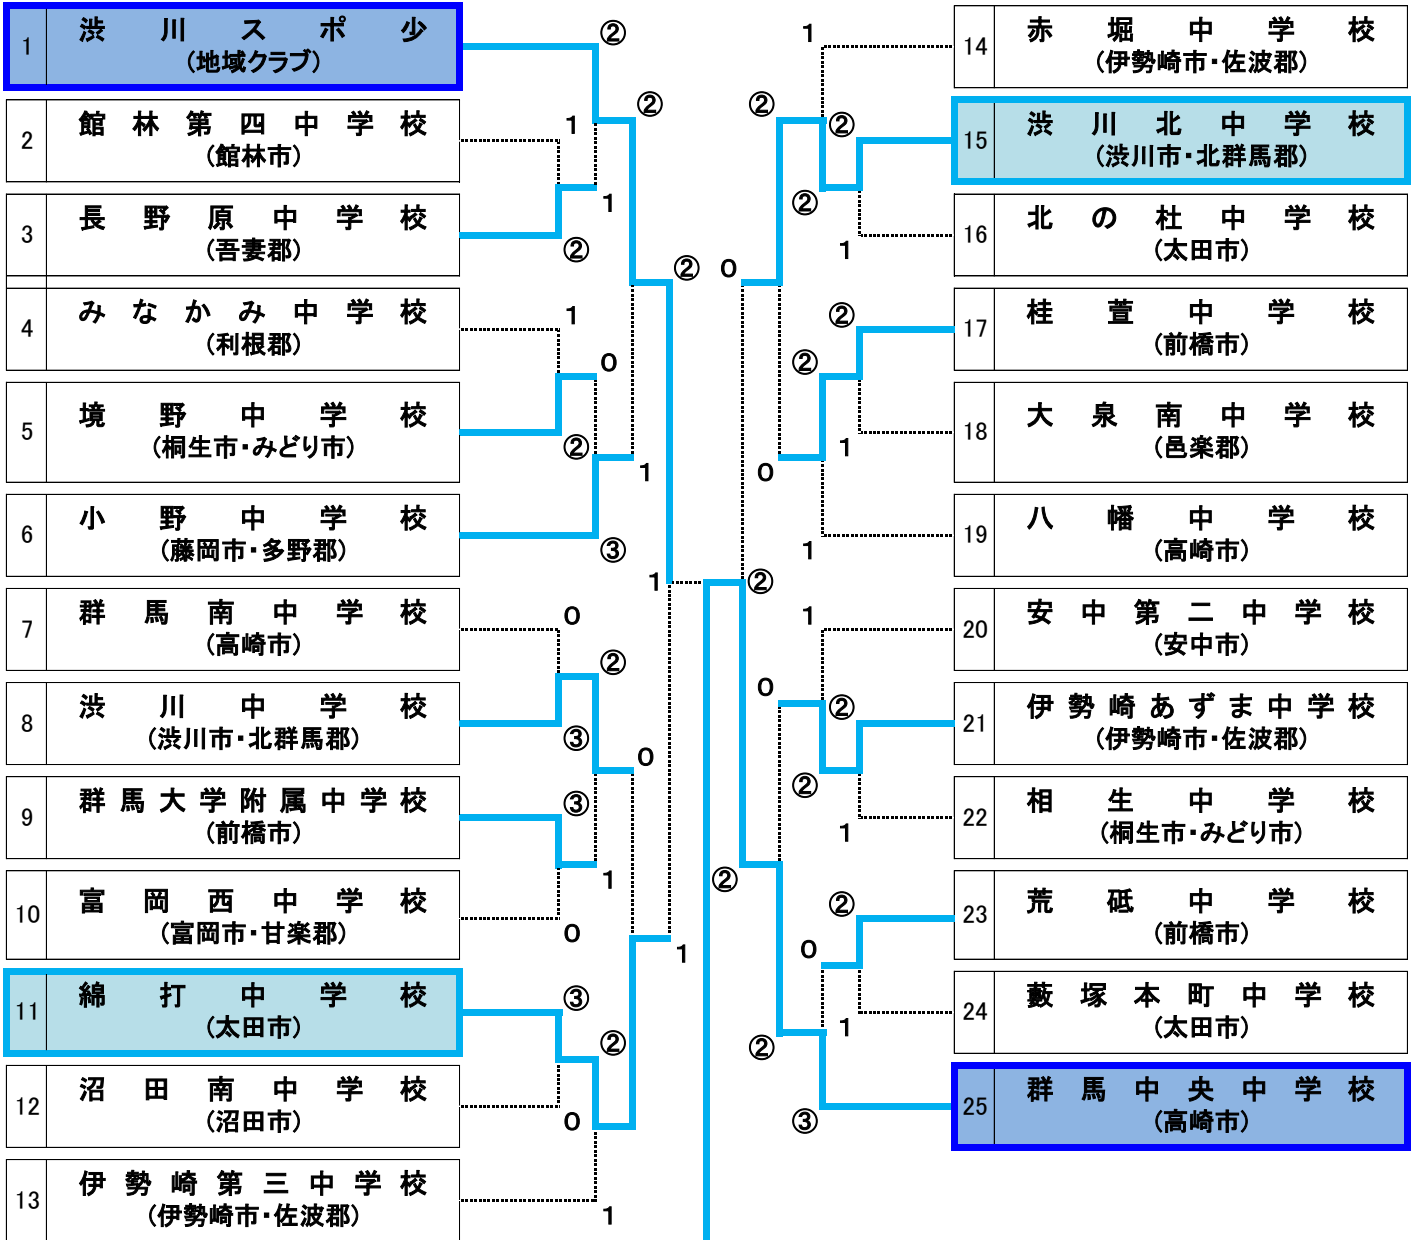 1 渋川スポ少
(地域クラブ)
2 館林第四中学校
(館林市)
3 長野原中学校
(吾妻郡)
4 みなかみ中学校
(利根郡)
5 境野中学校
(桐生市・みどり市)
6 小野中学校
(藤岡市・多野郡)
7 群馬南中学校
(高崎市)
8 渋川中学校
(渋川市・北群馬郡)
9 群馬大学附属中学校
(前橋市)
10 富岡西中学校
(富岡市・甘楽郡)
11 綿打中学校
(太田市)
12 沼田南中学校
(沼田市)
13 伊勢崎第三中学校
(伊勢崎市・佐波郡)
②
②
1
1
②
②
1
0
②
1
③
1
0
②
③
0
③
1
0
1
③
②
0
1
1
②
0
②
②
1
②
②
②
1
②
②
0
1
1
1
0
②
②
1
②
0
1
②
③
14 赤堀中学校
(伊勢崎市・佐波郡)
15 渋川北中学校
(渋川市・北群馬郡)
16 北の杜中学校
(太田市)
17 桂萱中学校
(前橋市)
18 大泉南中学校
(邑楽郡)
19 八幡中学校
(高崎市)
20 安中第二中学校
(安中市)
21 伊勢崎あずま中学校
(伊勢崎市・佐波郡)
22 相生中学校
(桐生市・みどり市)
23 荒砥中学校
(前橋市)
24 藪塚本町中学校
(太田市)
25 群馬中央中学校
(高崎市)